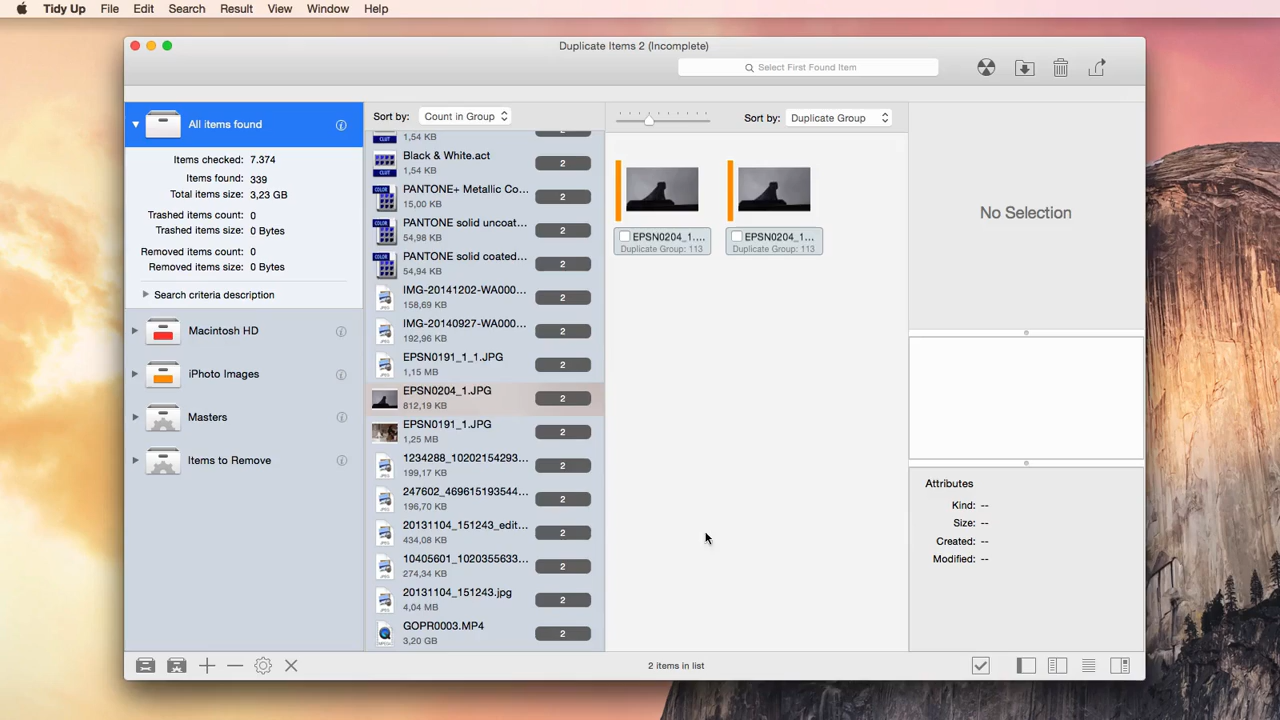 Tidy Up File Edit Search Result View Window Help
Duplicate Items 2 (Incomplete)
Select First Found Item
All items found
Items checked: 7.374
Items found: 339
Total items size: 3,23 GB
Trashed items count: 0
Trashed items size: 0 Bytes
Removed items count: 0
Removed items size: 0 Bytes
Search criteria description
Macintosh HD
iPhoto Images
Masters
Items to Remove
Sort by: Count in Group
1,54 KB
Black & White.act
2
1,54 KB
PANTONE+ Metallic Co...
2
15,00 KB
PANTONE solid uncoat...
2
54,98 KB
PANTONE solid coated...
2
54,94 KB
IMG-20141202-WA000...
2
158,69 KB
IMG-20140927-WA000...
2
192,96 KB
EPSN0191_1_1.JPG
2
1,15 MB
EPSN0204_1.JPG
2
812,19 KB
EPSN0191_1.JPG
2
1,25 MB
1234288_10202154293...
2
199,17 KB
247602_469615193544...
2
196,70 KB
20131104_151243_edit...
2
434,08 KB
10405601_1020355633...
2
274,34 KB
20131104_151243.jpg
2
4,04 MB
GOPR0003.MP4
2
3,20 GB
Sort by: Duplicate Group
EPSN0204_1....
Duplicate Group: 113
EPSN0204_1...
Duplicate Group: 113
2 items in list
No Selection
Attributes
Kind: --
Size: --
Created: --
Modified: --